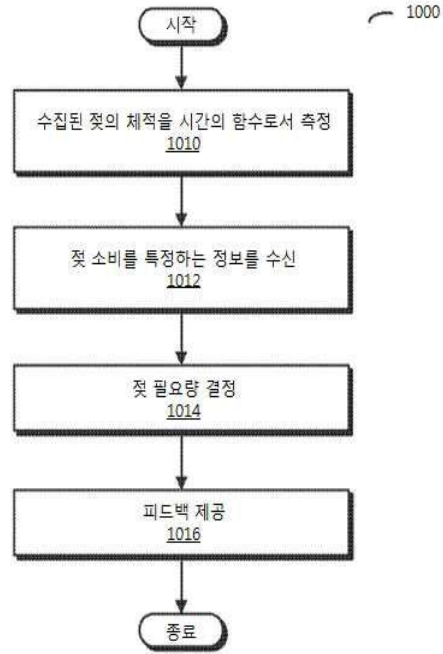 시작
1000
수집된 젖의 체적을 시간의 함수로서 측정
1010
젖 소비를 특정하는 정보를 수신
1012
젖 필요량 결정
1014
피드백 제공
1016
종료